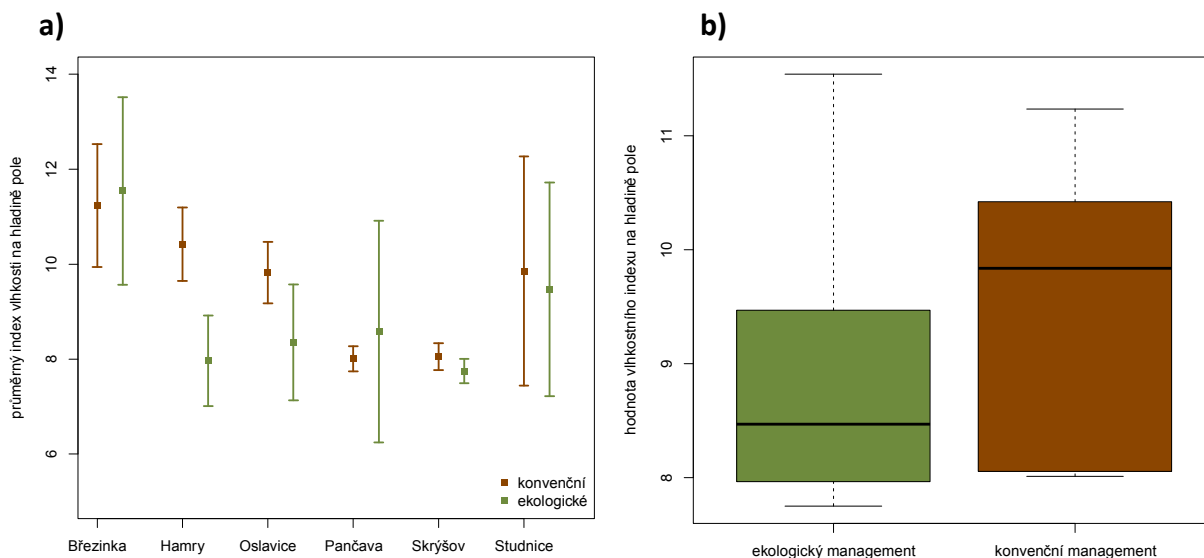 a)
průměrný index vlhkosti na hladině pole
14
12
10
8
6
konvenční
ekologické
Březinka Hamry Oslavice Pančava Skrýšov Studnice
b)
hodnota vlhkostního indexu na hladině pole
11
10
9
8
ekologický management konvenční management